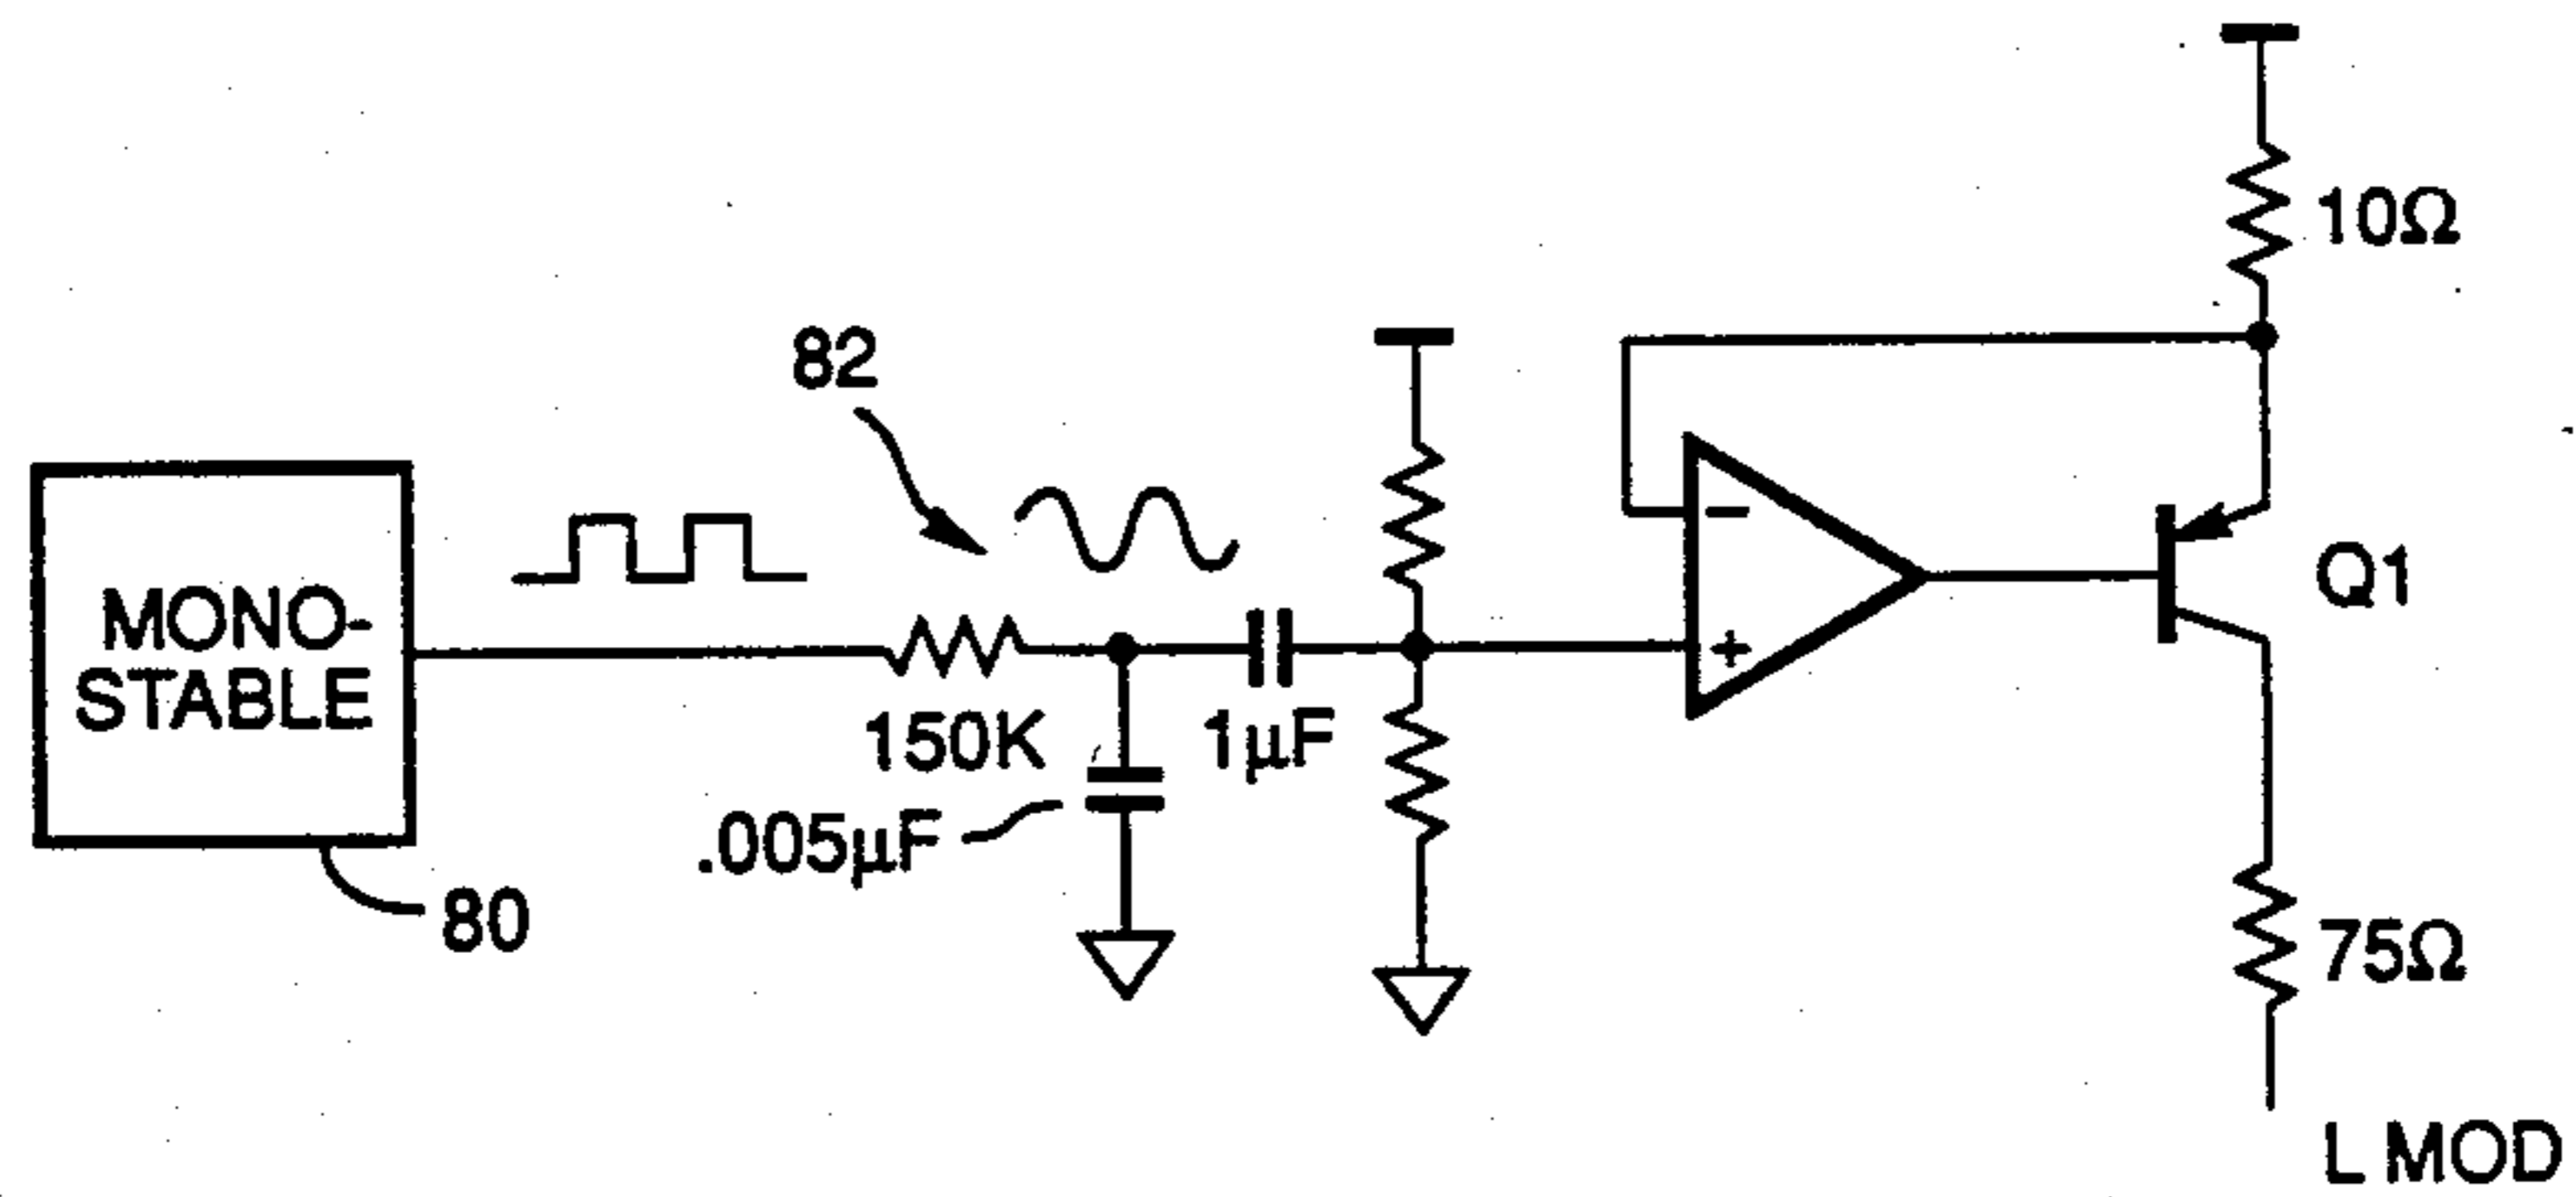 10Ω
82
−
MONO-
STABLE
+
Q1
150K
1μF
.005μF
80
75Ω
L MOD